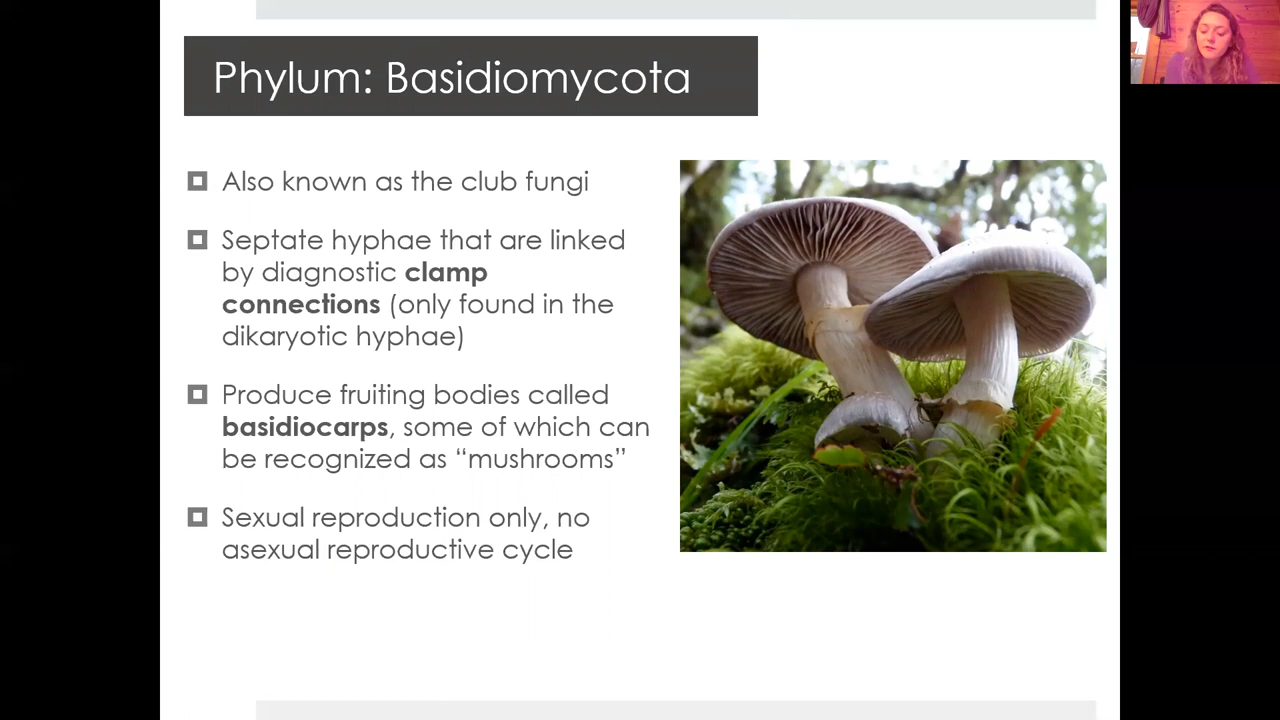 Phylum: Basidiomycota
Also known as the club fungi
Septate hyphae that are linked
by diagnostic clamp
connections (only found in the
dikaryotic hyphae)
Produce fruiting bodies called
basidiocarps, some of which can
be recognized as “mushrooms”
Sexual reproduction only, no
asexual reproductive cycle